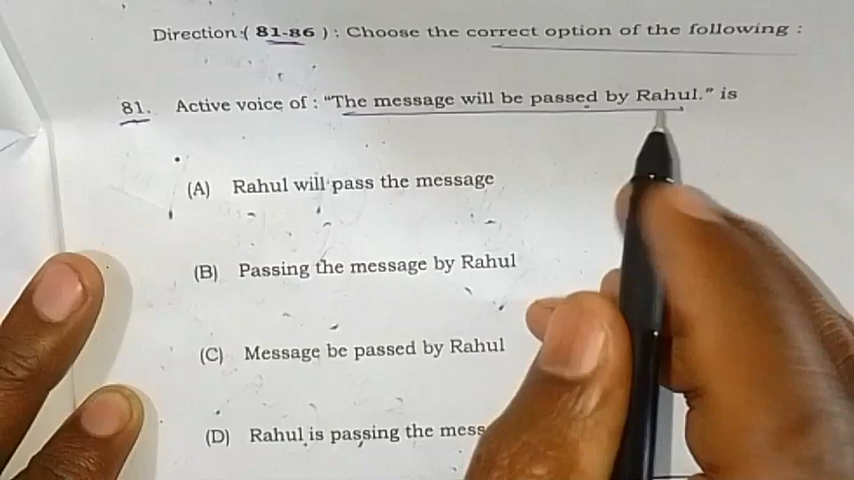 Direction:( 81-86 ) : Choose the correct option of the following :
81. Active voice of : "The message will be passed by Rahul." is
(A) Rahul will pass the message
(B) Passing the message by Rahul
(C) Message be passed by Rahul
(D) Rahul is passing the